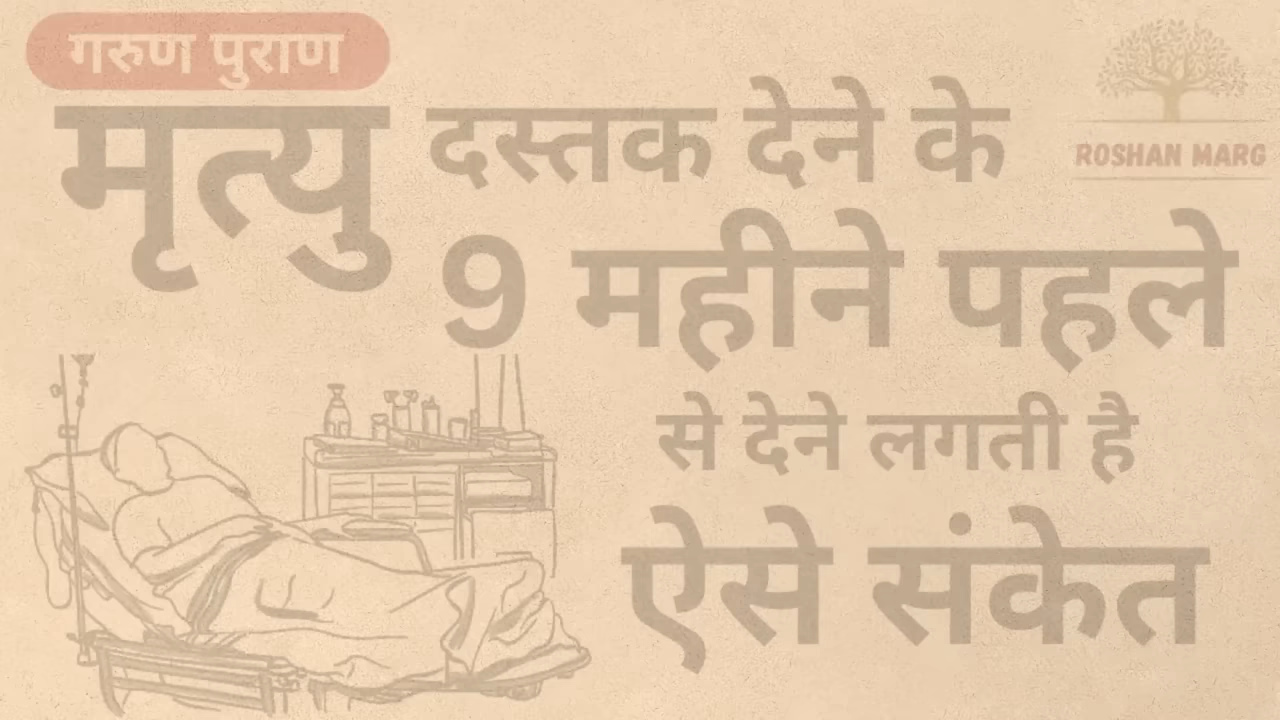 गरुण पुराण
मृत्यु दस्तक देने के
9 महीने पहले
से देने लगती है
ऐसे संकेत
ROSHAN MARG